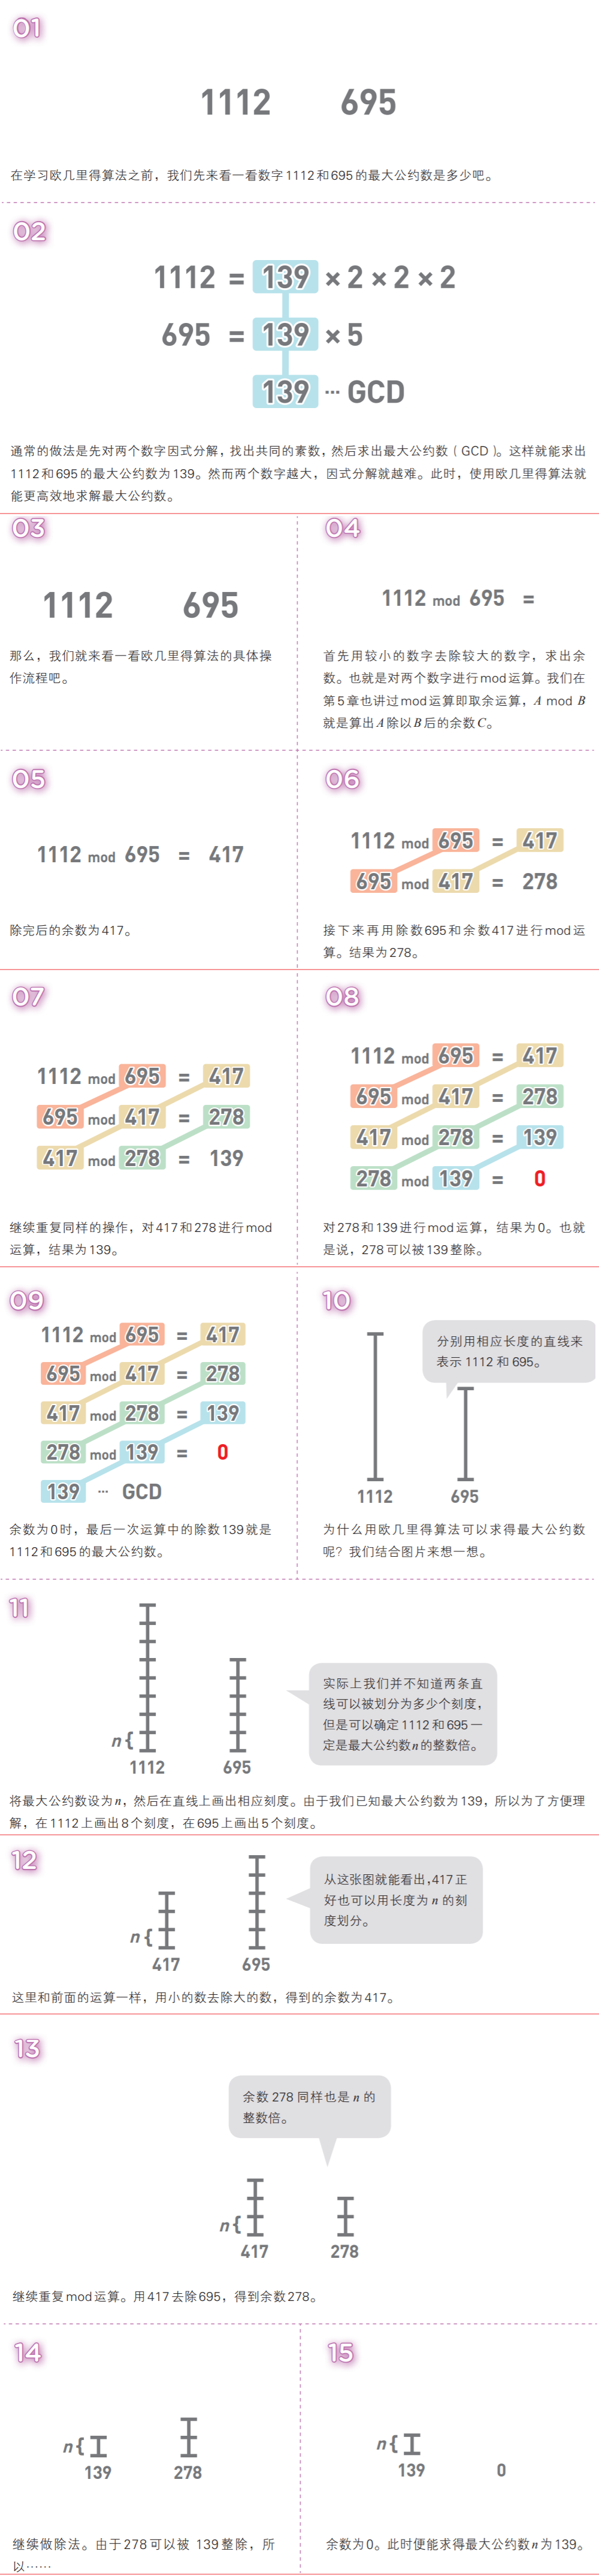 01
1112 695
在学习欧几里得算法之前，我们先来看一看数字1112和695的最大公约数是多少吧。
02
1112 = 139 × 2 × 2 × 2
695 = 139 × 5
139 … GCD
通常的做法是先对两个数字因式分解，找出共同的素数，然后求出最大公约数（GCD）。这样就能求出
1112和695的最大公约数为139。然而两个数字越大，因式分解就越难。此时，使用欧几里得算法就
能更高效地求解最大公约数。
03
1112 695
那么，我们就来看一看欧几里得算法的具体操
作流程吧。
04
1112 mod 695 =
首先用较小的数字去除较大的数字，求出余
数。也就是对两个数字进行mod运算。我们在
第5章也讲过mod运算即取余运算，A mod B
就是算出A除以B后的余数C。
05
1112 mod 695 = 417
除完后的余数为417。
06
1112 mod 695 = 417
695 mod 417 = 278
接下来再用除数695和余数417进行mod运
算。结果为278。
07
1112 mod 695 = 417
695 mod 417 = 278
417 mod 278 = 139
继续重复同样的操作，对417和278进行mod
运算，结果为139。
08
1112 mod 695 = 417
695 mod 417 = 278
417 mod 278 = 139
278 mod 139 = 0
对278和139进行mod运算，结果为0。也就
是说，278可以被139整除。
09
1112 mod 695 = 417
695 mod 417 = 278
417 mod 278 = 139
278 mod 139 = 0
139 … GCD
余数为0时，最后一次运算中的除数139就是
1112和695的最大公约数。
10
分别用相应长度的直线来
表示 1112 和 695。
1112 695
为什么用欧几里得算法可以求得最大公约数
呢？我们结合图片来想一想。
11
实际上我们并不知道两条直
线可以被划分为多少个刻度，
但是可以确定1112和695一
定是最大公约数n的整数倍。
n{
1112 695
将最大公约数设为n，然后在直线上画出相应刻度。由于我们已知最大公约数为139，所以为了方便理
解，在1112上画出8个刻度，在695上画出5个刻度。
12
从这张图就能看出，417正
好也可以用长度为 n 的刻
度划分。
n{
417 695
这里和前面的运算一样，用小的数去除大的数，得到的余数为417。
13
余数 278 同样也是 n 的
整数倍。
n{
417 278
继续重复mod运算。用417去除695，得到余数278。
14
n{
139 278
继续做除法。由于278可以被 139整除，所
以……
15
n{
139 0
余数为0。此时便能求得最大公约数n为139。